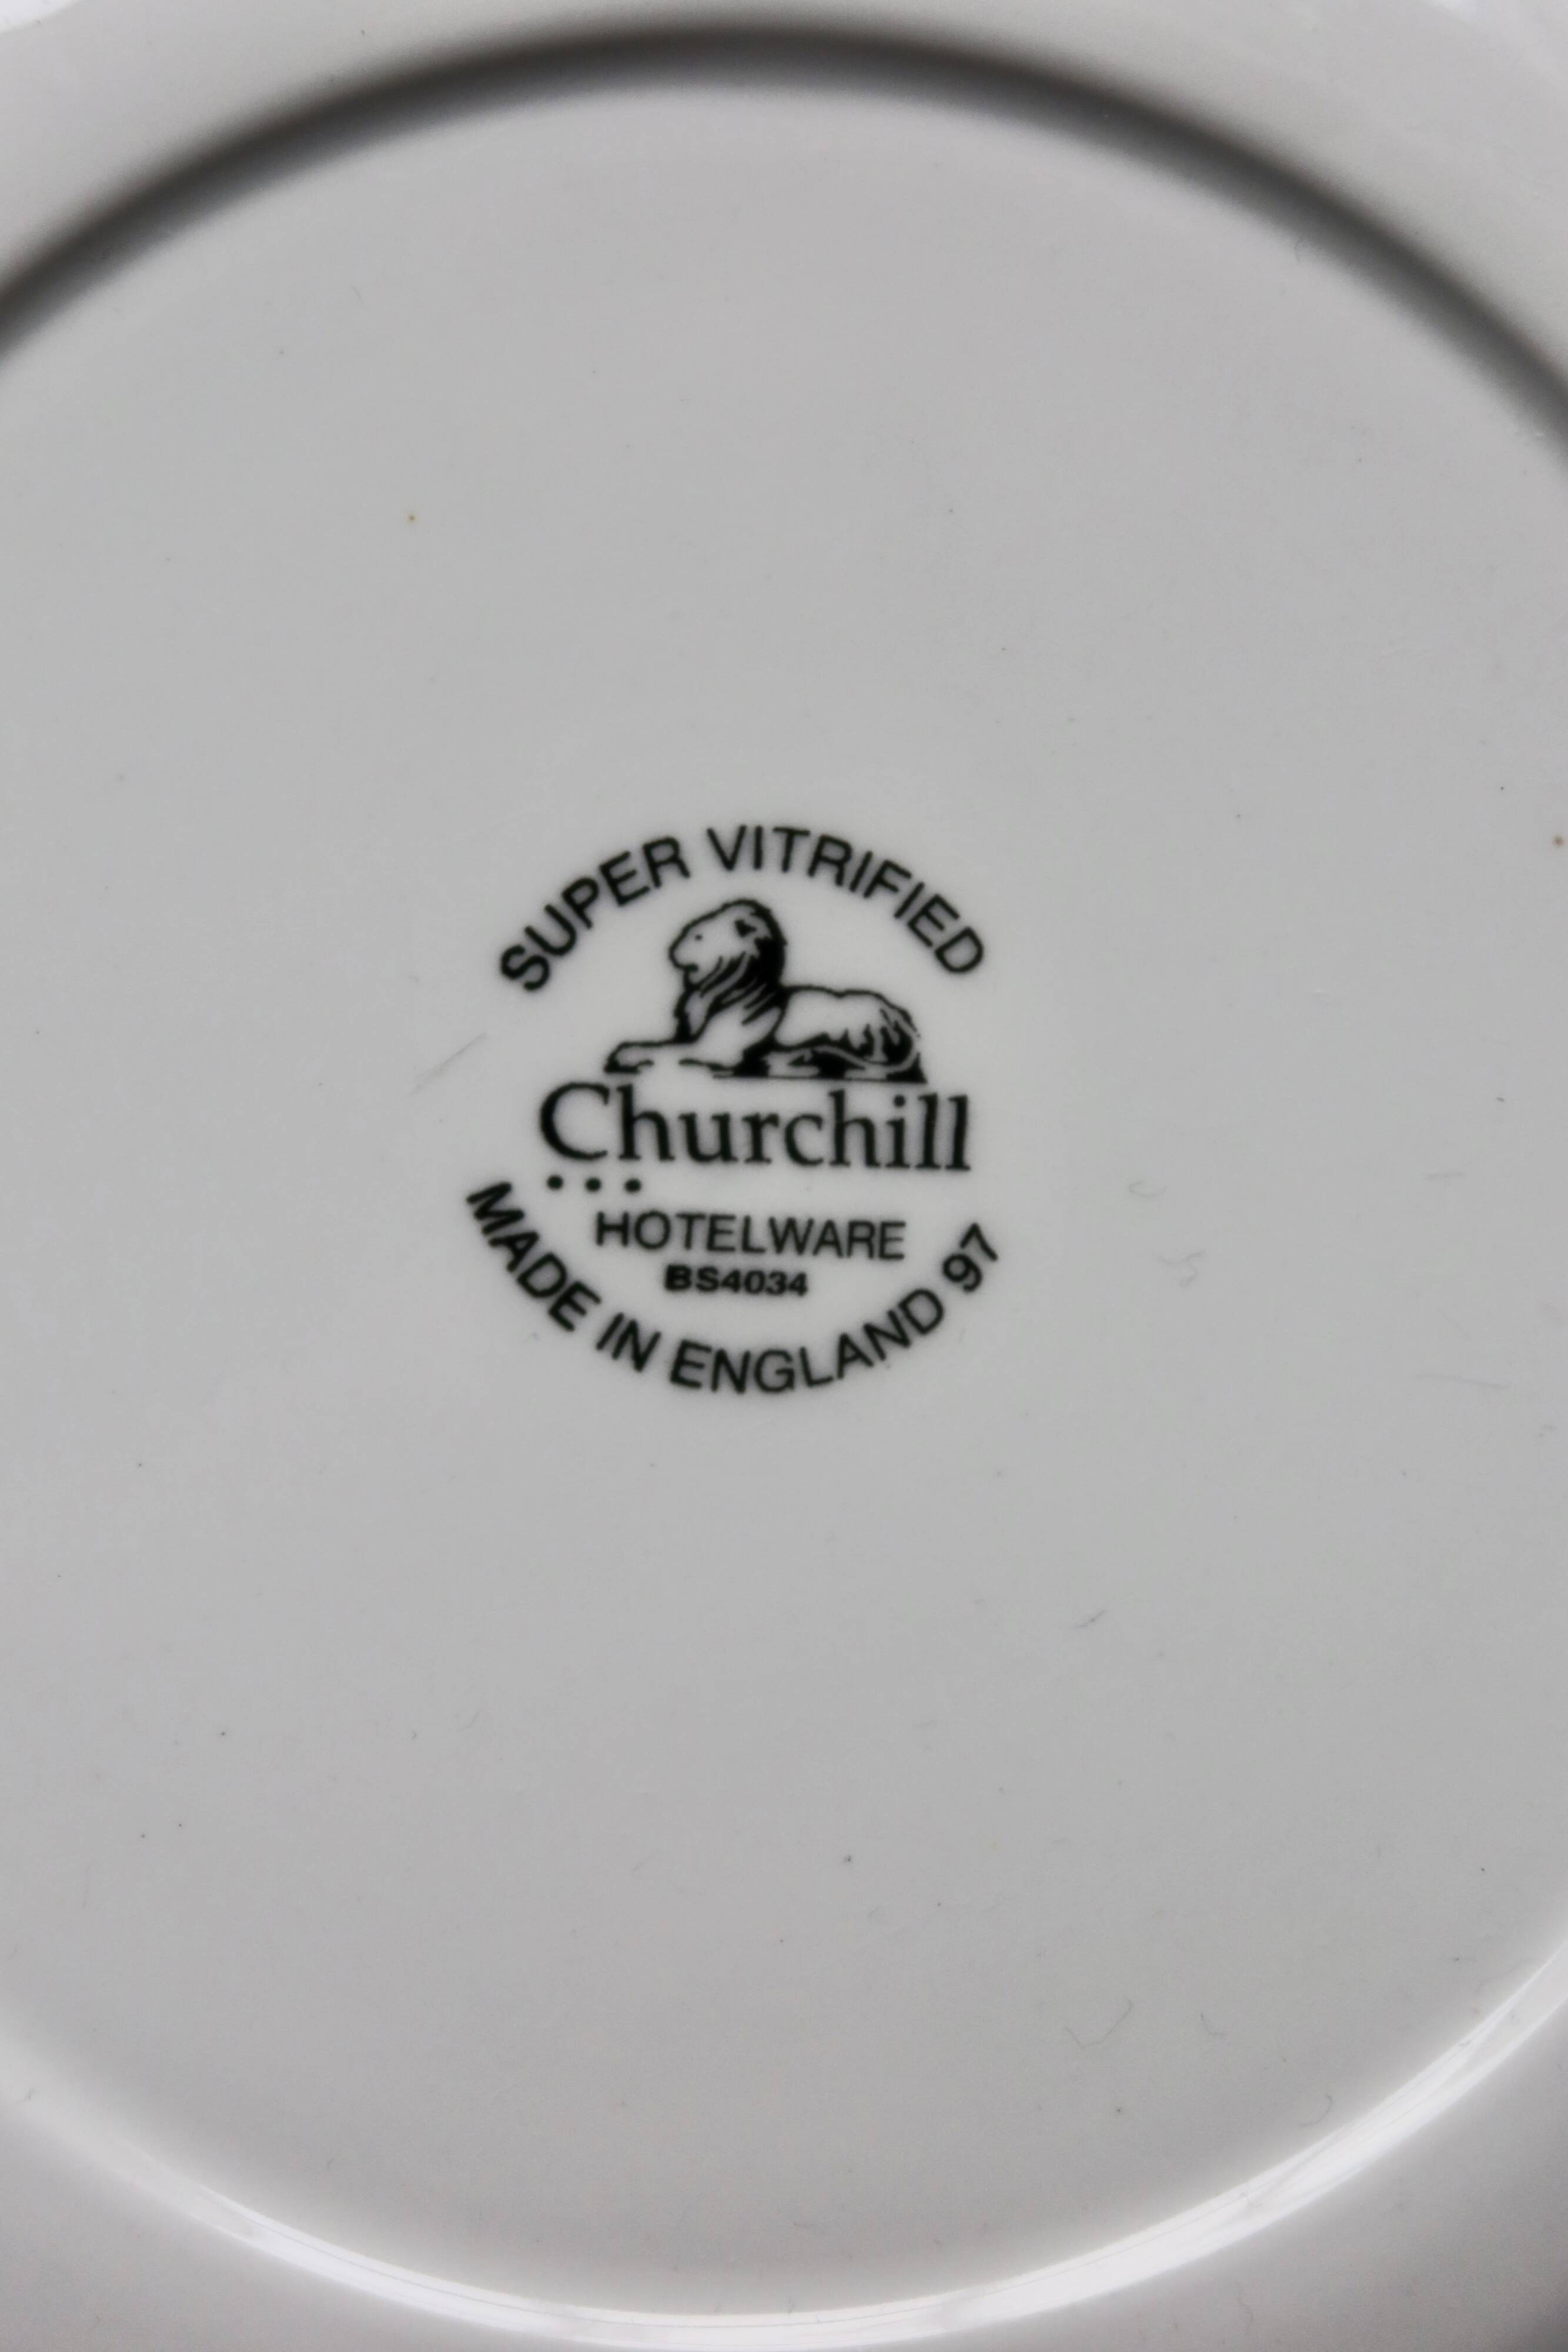 SUPER VITRIFIED
Churchill
• • •
HOTELWARE
BS4034
MADE IN ENGLAND 97